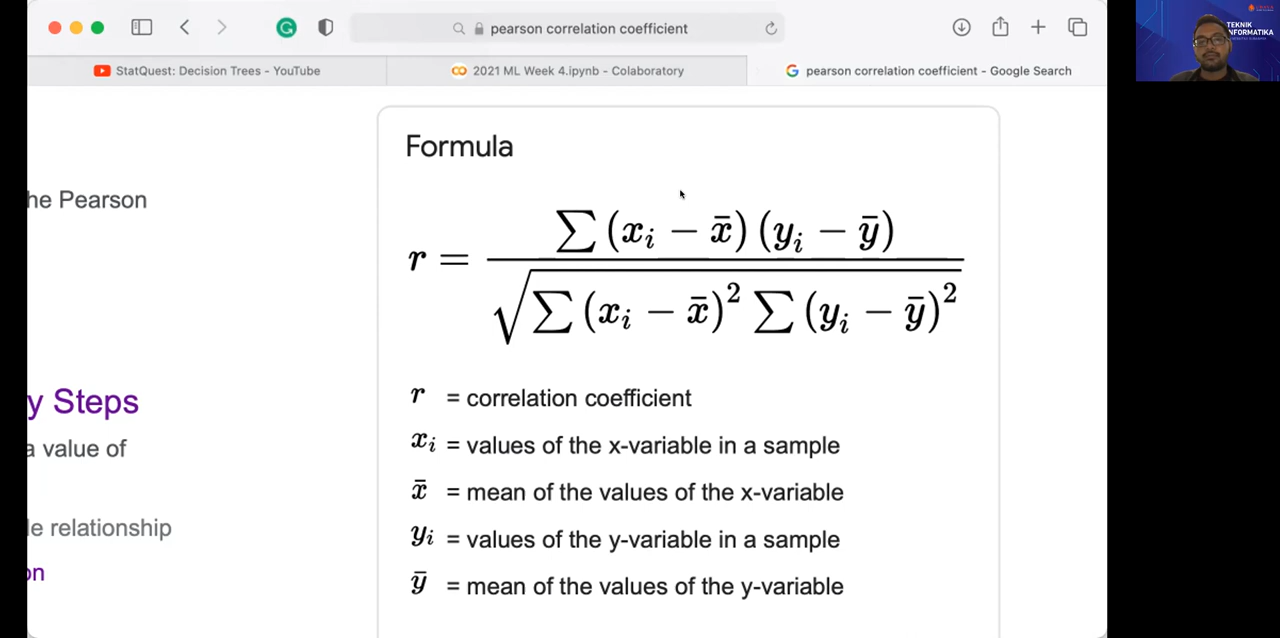 pearson correlation coefficient
StatQuest: Decision Trees - YouTube
2021 ML Week 4.ipynb - Colaboratory
pearson correlation coefficient - Google Search
he Pearson
y Steps
a value of
le relationship
on
Formula
r = ∑ (xᵢ − x̄) (yᵢ − ȳ) / √ ∑ (xᵢ − x̄)² ∑ (yᵢ − ȳ)²
r = correlation coefficient
xᵢ = values of the x-variable in a sample
x̄ = mean of the values of the x-variable
yᵢ = values of the y-variable in a sample
ȳ = mean of the values of the y-variable
TEKNIK
INFORMATIKA